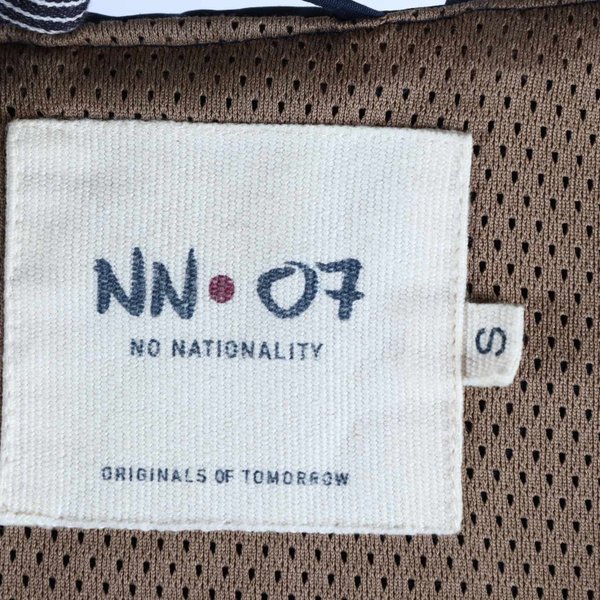 NN • 07
NO NATIONALITY
S
ORIGINALS OF TOMORROW